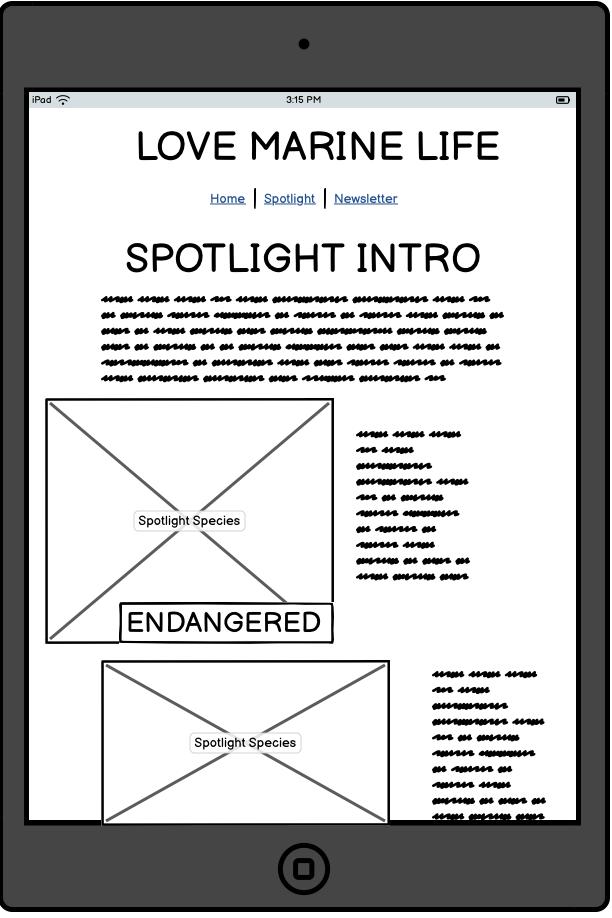 iPad 3:15 PM
LOVE MARINE LIFE
Home | Spotlight | Newsletter
SPOTLIGHT INTRO
Spotlight Species
ENDANGERED
Spotlight Species